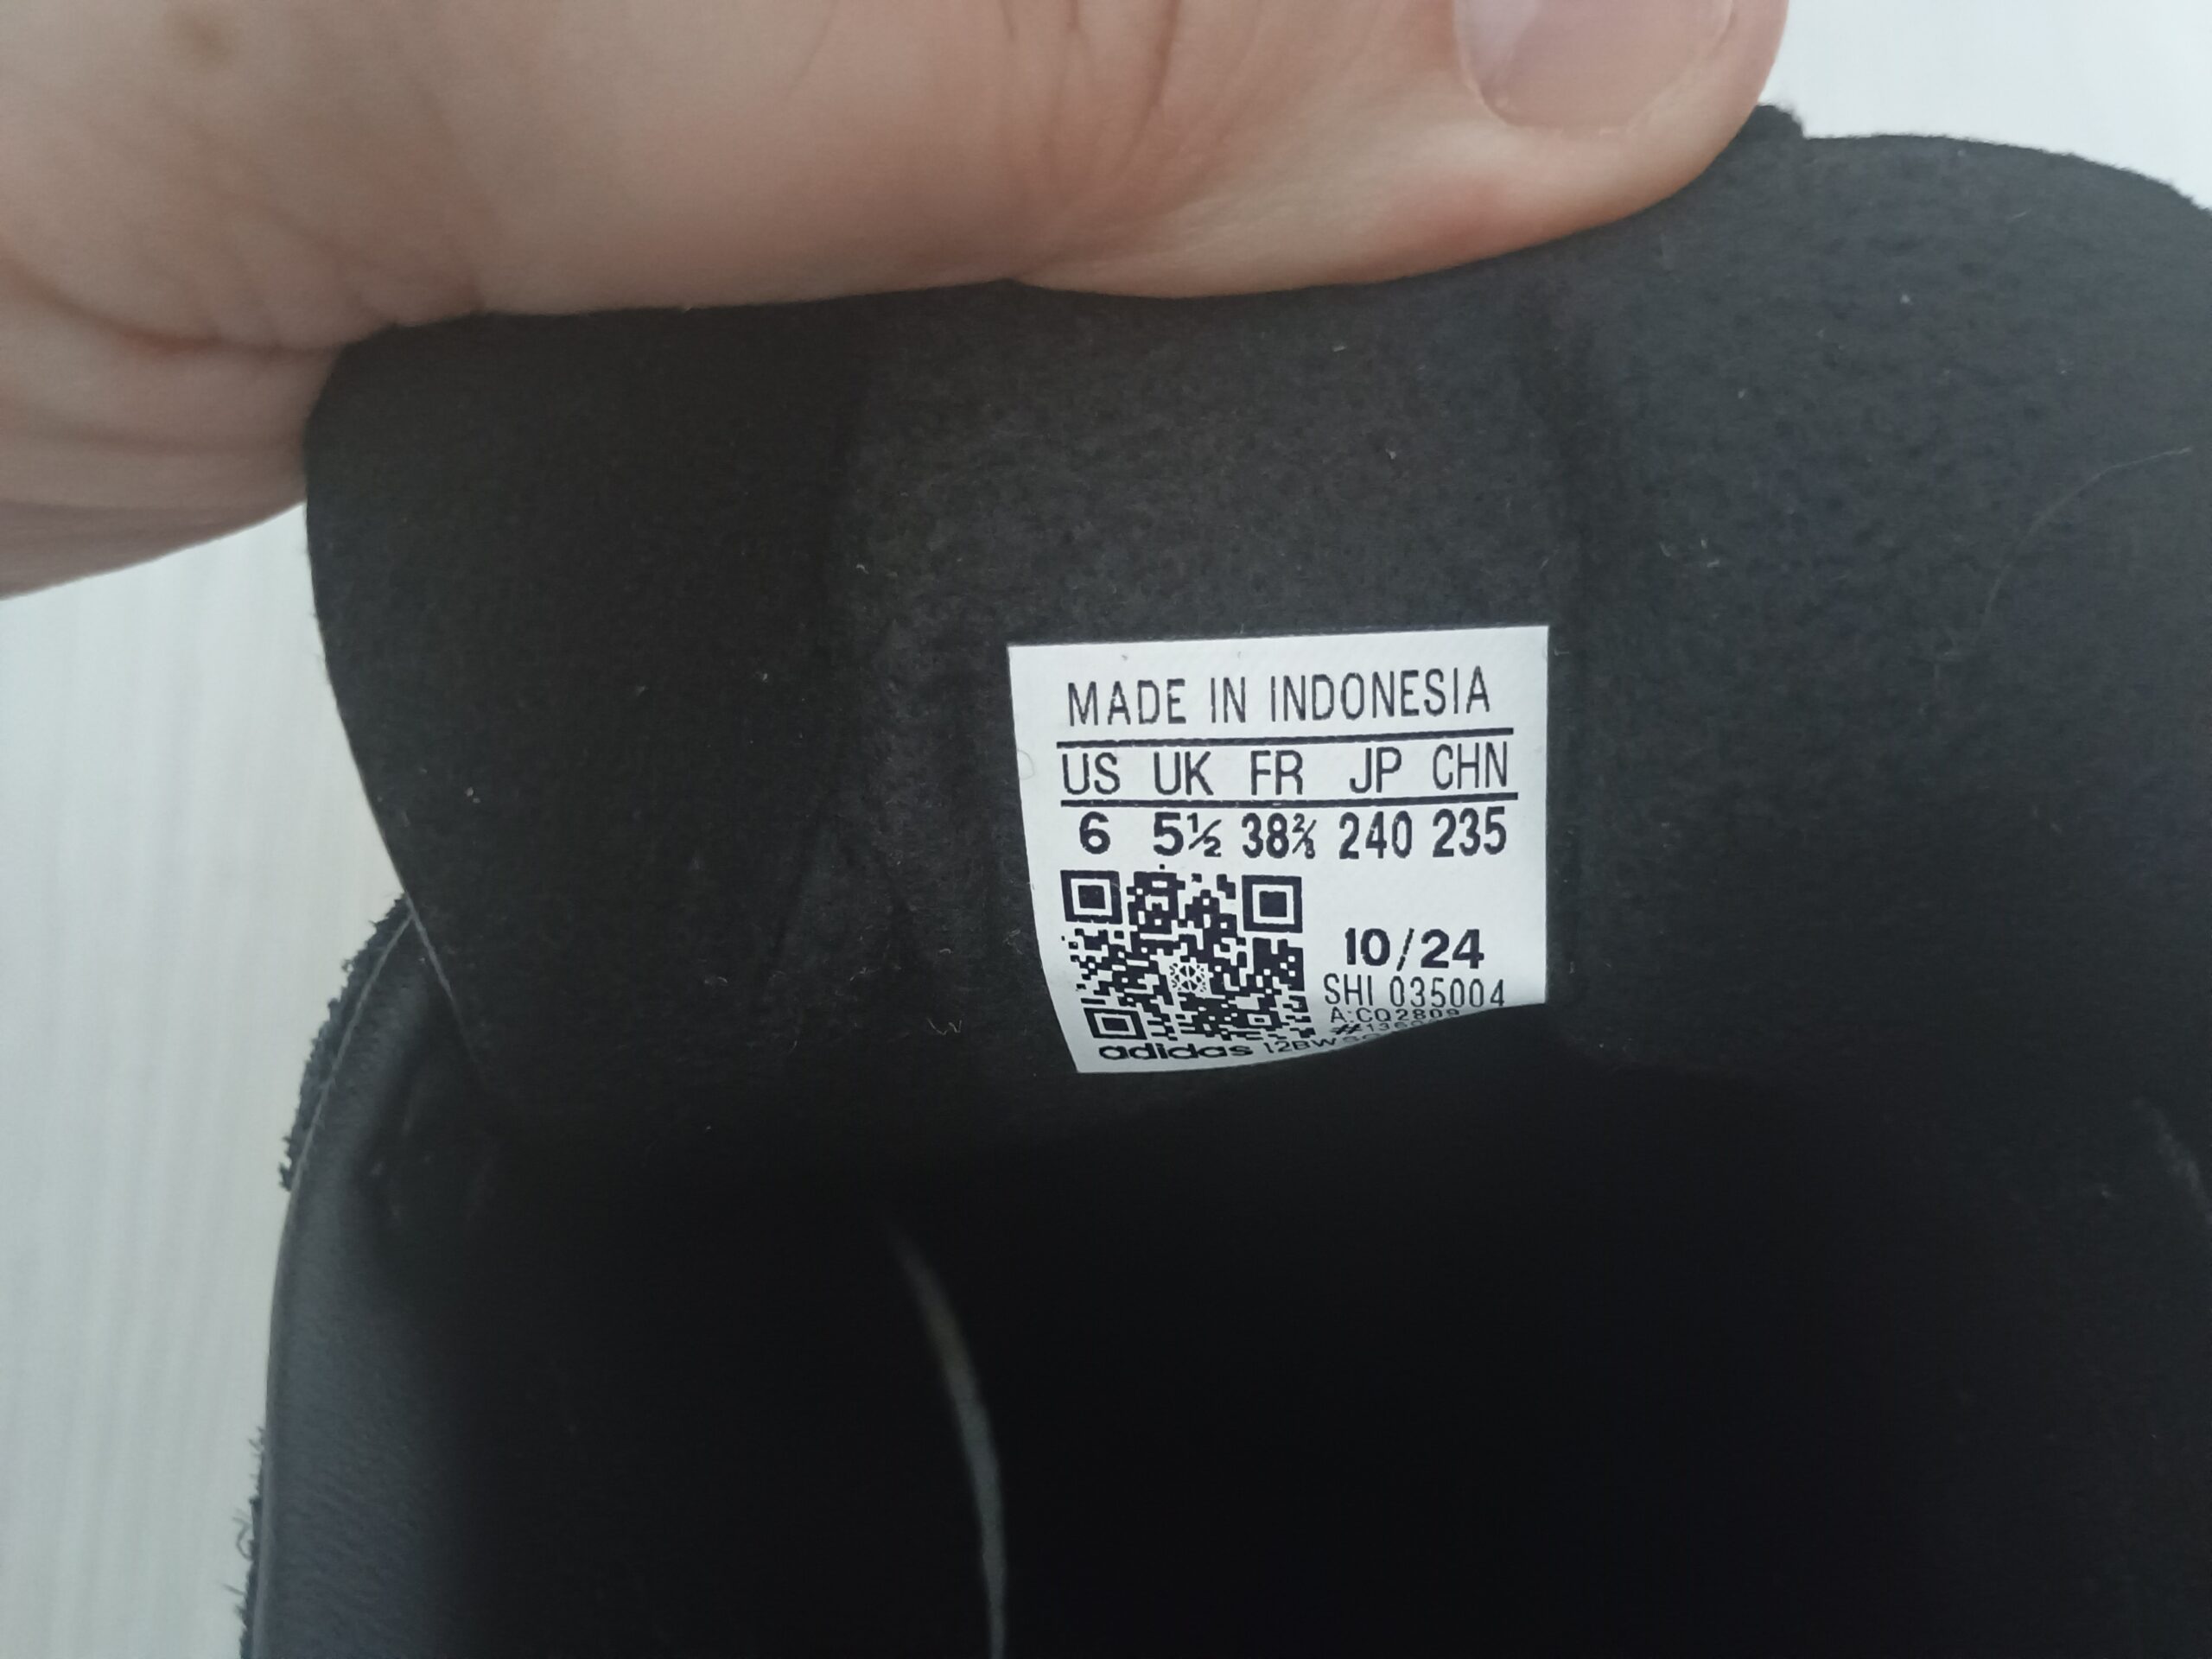 MADE IN INDONESIA
US UK FR JP CHN
6 5½ 38⅔ 240 235
10/24
SHI 035004
A:CQ2809
adidas